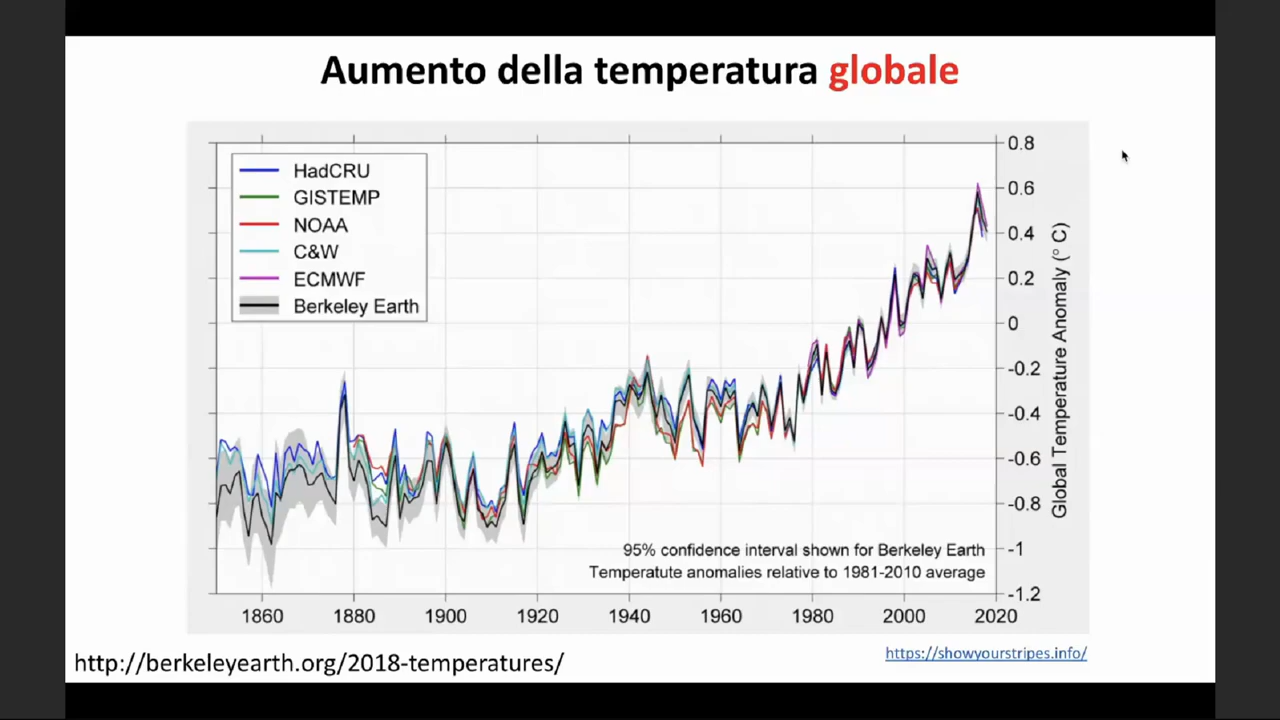 Aumento della temperatura globale
HadCRU
GISTEMP
NOAA
C&W
ECMWF
Berkeley Earth
0.8
0.6
0.4
0.2
0
-0.2
-0.4
-0.6
-0.8
-1
-1.2
Global Temperature Anomaly (° C)
95% confidence interval shown for Berkeley Earth
Temperatute anomalies relative to 1981-2010 average
1860 1880 1900 1920 1940 1960 1980 2000 2020
http://berkeleyearth.org/2018-temperatures/
https://showyourstripes.info/